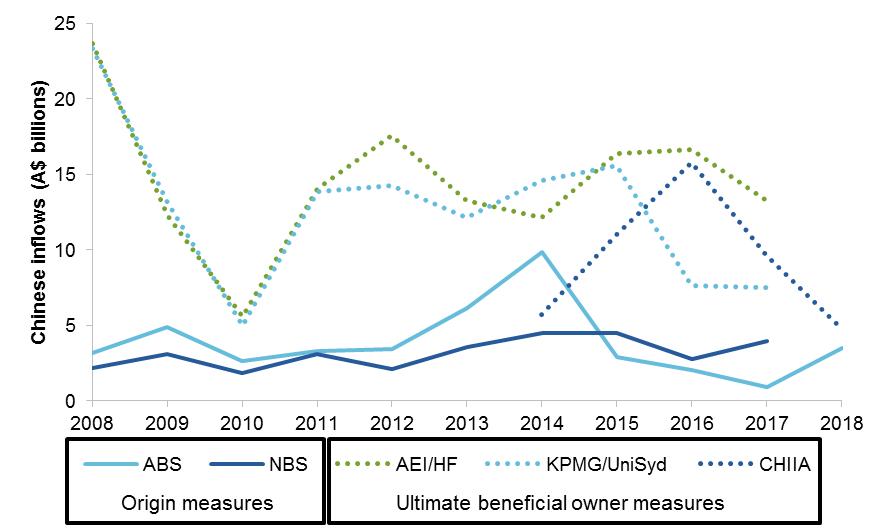 Chinese inflows (A$ billions)
25
20
15
10
5
0
2008 2009 2010 2011 2012 2013 2014 2015 2016 2017 2018
ABS NBS AEI/HF KPMG/UniSyd CHIIA
Origin measures Ultimate beneficial owner measures